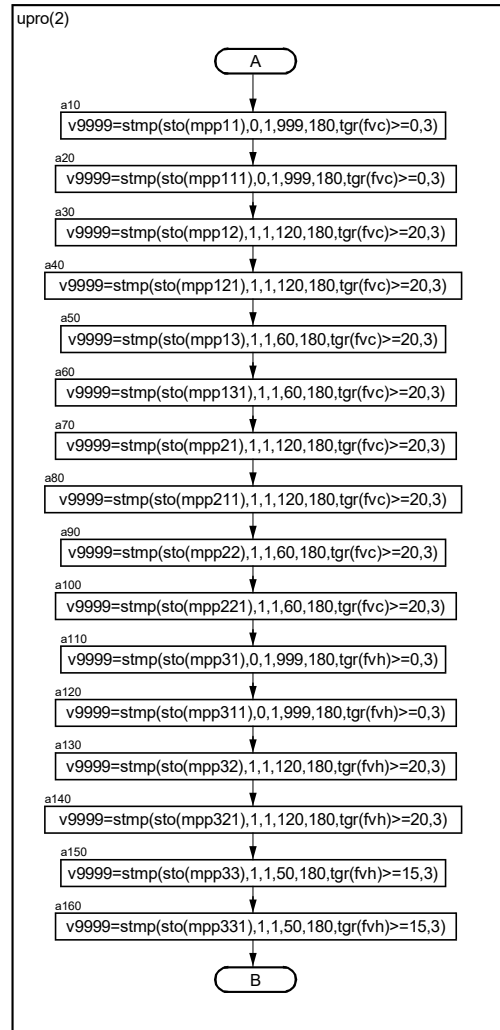 upro(2)
A
a10
v9999=stmp(sto(mpp11),0,1,999,180,tgr(fvc)>=0,3)
a20
v9999=stmp(sto(mpp111),0,1,999,180,tgr(fvc)>=0,3)
a30
v9999=stmp(sto(mpp12),1,1,120,180,tgr(fvc)>=20,3)
a40
v9999=stmp(sto(mpp121),1,1,120,180,tgr(fvc)>=20,3)
a50
v9999=stmp(sto(mpp13),1,1,60,180,tgr(fvc)>=20,3)
a60
v9999=stmp(sto(mpp131),1,1,60,180,tgr(fvc)>=20,3)
a70
v9999=stmp(sto(mpp21),1,1,120,180,tgr(fvc)>=20,3)
a80
v9999=stmp(sto(mpp211),1,1,120,180,tgr(fvc)>=20,3)
a90
v9999=stmp(sto(mpp22),1,1,60,180,tgr(fvc)>=20,3)
a100
v9999=stmp(sto(mpp221),1,1,60,180,tgr(fvc)>=20,3)
a110
v9999=stmp(sto(mpp31),0,1,999,180,tgr(fvh)>=0,3)
a120
v9999=stmp(sto(mpp311),0,1,999,180,tgr(fvh)>=0,3)
a130
v9999=stmp(sto(mpp32),1,1,120,180,tgr(fvh)>=20,3)
a140
v9999=stmp(sto(mpp321),1,1,120,180,tgr(fvh)>=20,3)
a150
v9999=stmp(sto(mpp33),1,1,50,180,tgr(fvh)>=15,3)
a160
v9999=stmp(sto(mpp331),1,1,50,180,tgr(fvh)>=15,3)
B